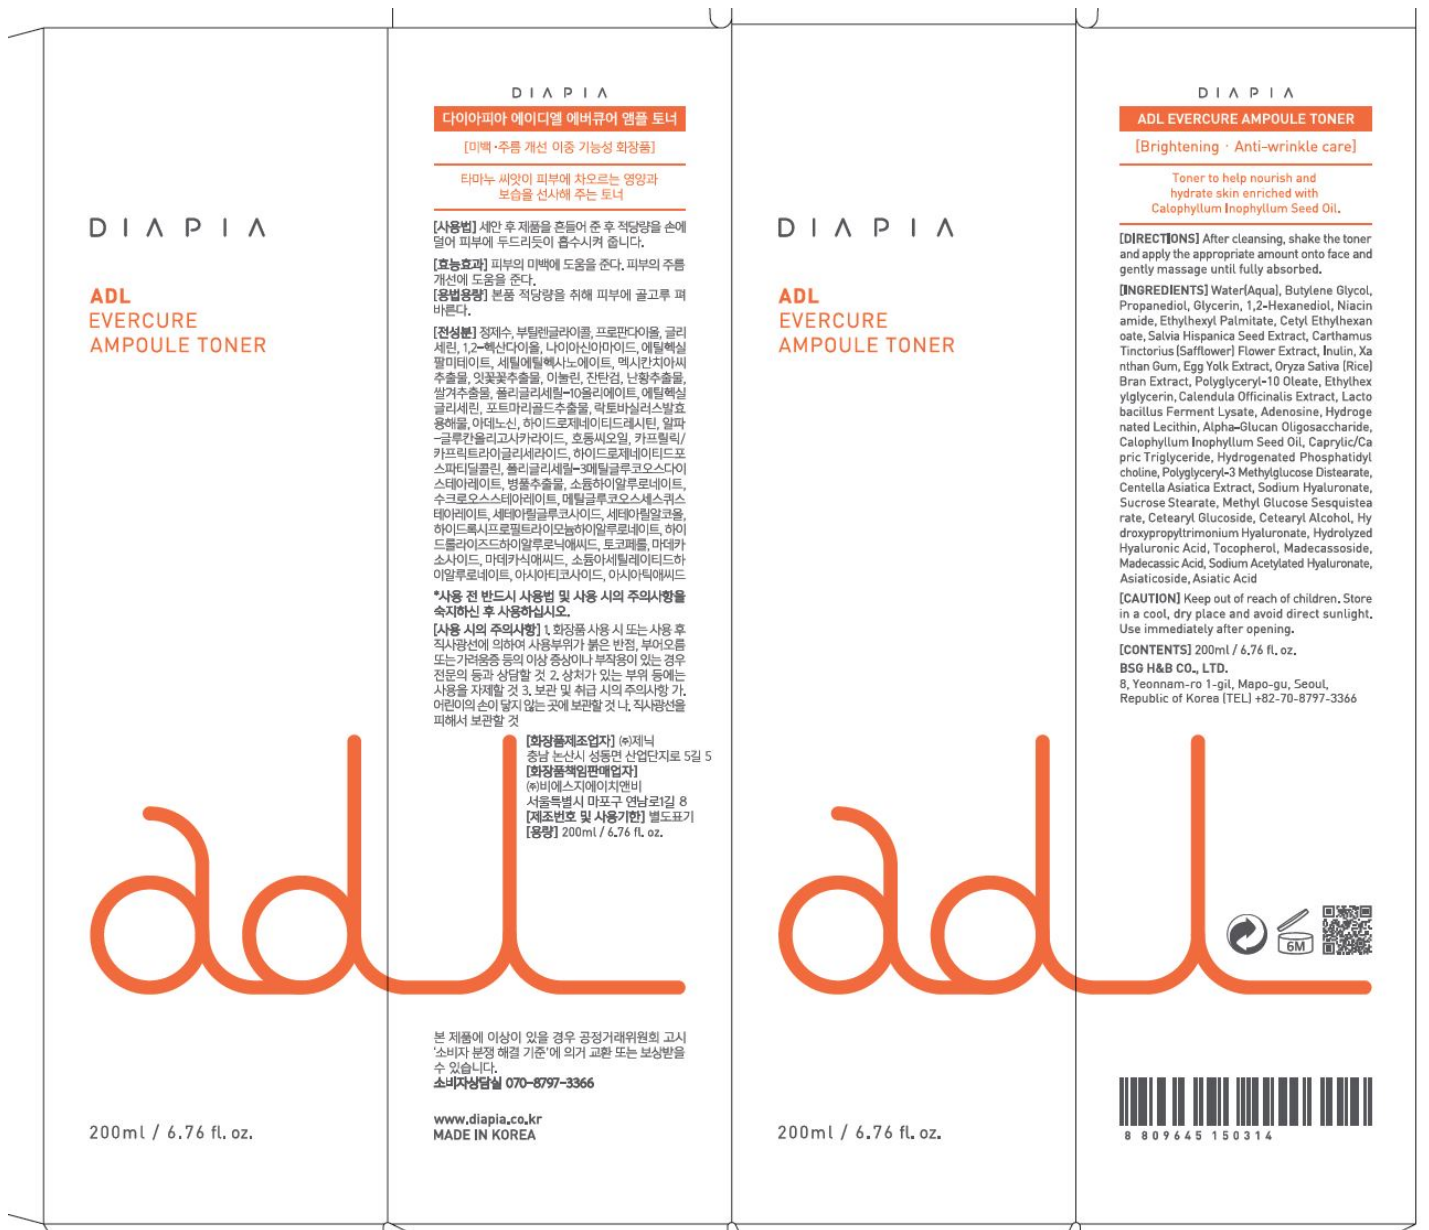 DIAPIA
ADL
EVERCURE
AMPOULE TONER
200ml / 6.76 fl. oz.
DIAPIA
다이아피아 에이디엘 에버큐어 앰플 토너
[미백·주름 개선 이중 기능성 화장품]
타마누 씨앗이 피부에 차오르는 영양과
보습을 선사해 주는 토너
[사용법] 세안 후 제품을 흔들어 준 후 적당량을 손에
덜어 피부에 두드리듯이 흡수시켜 줍니다.
[효능효과] 피부의 미백에 도움을 준다. 피부의 주름
개선에 도움을 준다.
[용법용량] 본품 적당량을 취해 피부에 골고루 펴
바른다.
[전성분] 정제수, 부틸렌글라이콜, 프로판다이올, 글리
세린, 1,2-헥산다이올, 나이아신아마이드, 에틸헥실
팔미테이트, 세틸에틸헥사노에이트, 멕시칸치아씨
추출물, 잇꽃꽃추출물, 이눌린, 잔탄검, 난황추출물,
쌀겨추출물, 폴리글리세릴-10올리에이트, 에틸헥실
글리세린, 포트마리골드추출물, 락토바실러스발효
용해물, 아데노신, 하이드로제네이티드레시틴, 알파
-글루칸올리고사카라이드, 호동씨오일, 카프릴릭/
카프릭트라이글리세라이드, 하이드로제네이티드포
스파티딜콜린, 폴리글리세릴-3메틸글루코오스다이
스테아레이트, 병풀추출물, 소듐하이알루로네이트,
수크로오스스테아레이트, 메틸글루코오스세스퀴스
테아레이트, 세테아릴글루코사이드, 세테아릴알코올,
하이드록시프로필트라이모늄하이알루로네이트, 하이
드롤라이즈드하이알루로닉애씨드, 토코페롤, 마데카
소사이드, 마데카식애씨드, 소듐아세틸레이티드하
이알루로네이트, 아시아티코사이드, 아시아틱애씨드
*사용 전 반드시 사용법 및 사용 시의 주의사항을
숙지하신 후 사용하십시오.
[사용 시의 주의사항] 1. 화장품 사용 시 또는 사용 후
직사광선에 의하여 사용부위가 붉은 반점, 부어오름
또는 가려움증 등의 이상 증상이나 부작용이 있는 경우
전문의 등과 상담할 것 2. 상처가 있는 부위 등에는
사용을 자제할 것 3. 보관 및 취급 시의 주의사항 가.
어린이의 손이 닿지 않는 곳에 보관할 것 나. 직사광선을
피해서 보관할 것
[화장품제조업자] ㈜제닉
충남 논산시 성동면 산업단지로 5길 5
[화장품책임판매업자]
㈜비에스지에이치앤비
서울특별시 마포구 연남로1길 8
[제조번호 및 사용기한] 별도표기
[용량] 200ml / 6.76 fl. oz.
adl
본 제품에 이상이 있을 경우 공정거래위원회 고시
'소비자 분쟁 해결 기준'에 의거 교환 또는 보상받을
수 있습니다.
소비자상담실 070-8797-3366
www.diapia.co.kr
MADE IN KOREA
DIAPIA
ADL
EVERCURE
AMPOULE TONER
200ml / 6.76 fl. oz.
DIAPIA
ADL EVERCURE AMPOULE TONER
[Brightening · Anti-wrinkle care]
Toner to help nourish and
hydrate skin enriched with
Calophyllum Inophyllum Seed Oil.
[DIRECTIONS] After cleansing, shake the toner
and apply the appropriate amount onto face and
gently massage until fully absorbed.
[INGREDIENTS] Water(Aqua), Butylene Glycol,
Propanediol, Glycerin, 1,2-Hexanediol, Niacin
amide, Ethylhexyl Palmitate, Cetyl Ethylhexan
oate, Salvia Hispanica Seed Extract, Carthamus
Tinctorius (Safflower) Flower Extract, Inulin, Xa
nthan Gum, Egg Yolk Extract, Oryza Sativa (Rice)
Bran Extract, Polyglyceryl-10 Oleate, Ethylhex
ylglycerin, Calendula Officinalis Extract, Lacto
bacillus Ferment Lysate, Adenosine, Hydroge
nated Lecithin, Alpha-Glucan Oligosaccharide,
Calophyllum Inophyllum Seed Oil, Caprylic/Ca
pric Triglyceride, Hydrogenated Phosphatidyl
choline, Polyglyceryl-3 Methylglucose Distearate,
Centella Asiatica Extract, Sodium Hyaluronate,
Sucrose Stearate, Methyl Glucose Sesquistea
rate, Cetearyl Glucoside, Cetearyl Alcohol, Hy
droxypropyltrimonium Hyaluronate, Hydrolyzed
Hyaluronic Acid, Tocopherol, Madecassoside,
Madecassic Acid, Sodium Acetylated Hyaluronate,
Asiaticoside, Asiatic Acid
[CAUTION] Keep out of reach of children. Store
in a cool, dry place and avoid direct sunlight.
Use immediately after opening.
[CONTENTS] 200ml / 6.76 fl. oz.
BSG H&B CO., LTD.
8, Yeonnam-ro 1-gil, Mapo-gu, Seoul,
Republic of Korea (TEL) +82-70-8797-3366
adl
6M
8 809645 150314